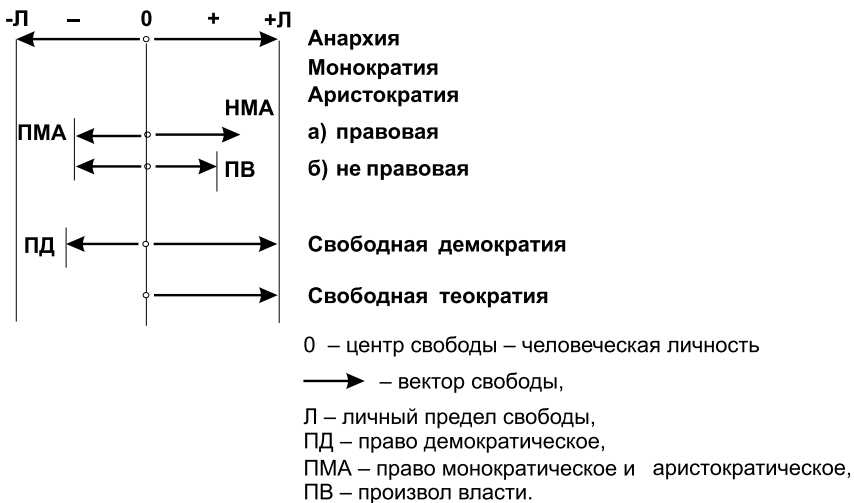 -Л – 0 + +Л
Анархия
Монократия
Аристократия
НМА
ПМА а) правовая
ПВ б) не правовая
ПД Свободная демократия
Свободная теократия
0 – центр свободы – человеческая личность
– вектор свободы,
Л – личный предел свободы,
ПД – право демократическое,
ПМА – право монократическое и аристократическое,
ПВ – произвол власти.